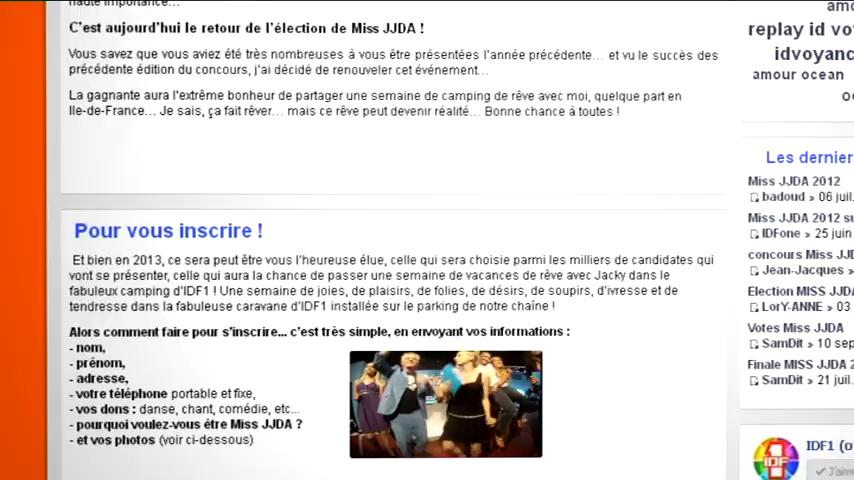 haute importance...
C'est aujourd'hui le retour de l'élection de Miss JJDA !
Vous savez que vous aviez été très nombreuses à vous être présentées l'année précédente... et vu le succès des
précédente édition du concours, j'ai décidé de renouveler cet événement...
La gagnante aura l'extrême bonheur de partager une semaine de camping de rêve avec moi, quelque part en
Ile-de-France... Je sais, ça fait rêver... mais ce rêve peut devenir réalité... Bonne chance à toutes !
Pour vous inscrire !
Et bien en 2013, ce sera peut être vous l'heureuse élue, celle qui sera choisie parmi les milliers de candidates qui
vont se présenter, celle qui aura la chance de passer une semaine de vacances de rêve avec Jacky dans le
fabuleux camping d'IDF1 ! Une semaine de joies, de plaisirs, de folies, de désirs, de soupirs, d'ivresse et de
tendresse dans la fabuleuse caravane d'IDF1 installée sur le parking de notre chaîne !
Alors comment faire pour s'inscrire... c'est très simple, en envoyant vos informations :
- nom,
- prénom,
- adresse,
- votre téléphone portable et fixe,
- vos dons : danse, chant, comédie, etc...
- pourquoi voulez-vous être Miss JJDA ?
- et vos photos (voir ci-dessous)
replay id vo
idvoyanc
amour ocean
Les dernier
Miss JJDA 2012
badoud » 06 juil.
Miss JJDA 2012 su
IDFone » 25 juin
concours Miss JJD
Jean-Jacques »
Election MISS JJDA
LorY-ANNE » 03
Votes Miss JJDA
SamDit » 10 sep
Finale MISS JJDA 2
SamDit » 21 juil.
IDF1 (o
IDF1
J'aime